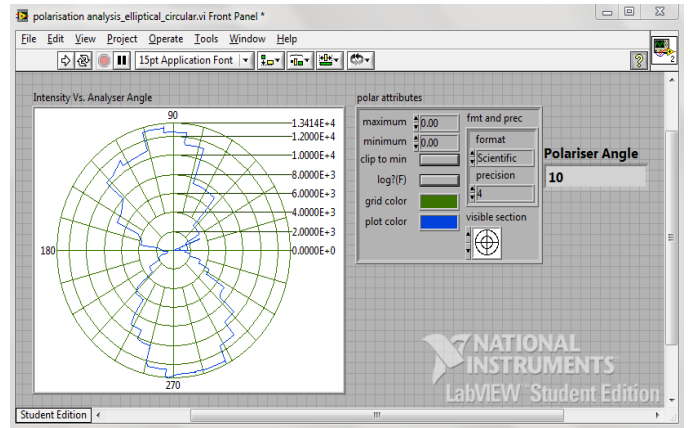 polarisation analysis_elliptical_circular.vi Front Panel *
File Edit View Project Operate Tools Window Help
15pt Application Font
2
Intensity Vs. Analyser Angle
90
1.3414E+4
1.2000E+4
1.0000E+4
8.0000E+3
6.0000E+3
4.0000E+3
2.0000E+3
180
0.0000E+0
270
polar attributes
maximum 0.00
minimum 0.00
clip to min
log?(F)
grid color
plot color
fmt and prec
format
Scientific
precision
4
visible section
Polariser Angle
10
NATIONAL
INSTRUMENTS
LabVIEW™ Student Edition
Student Edition